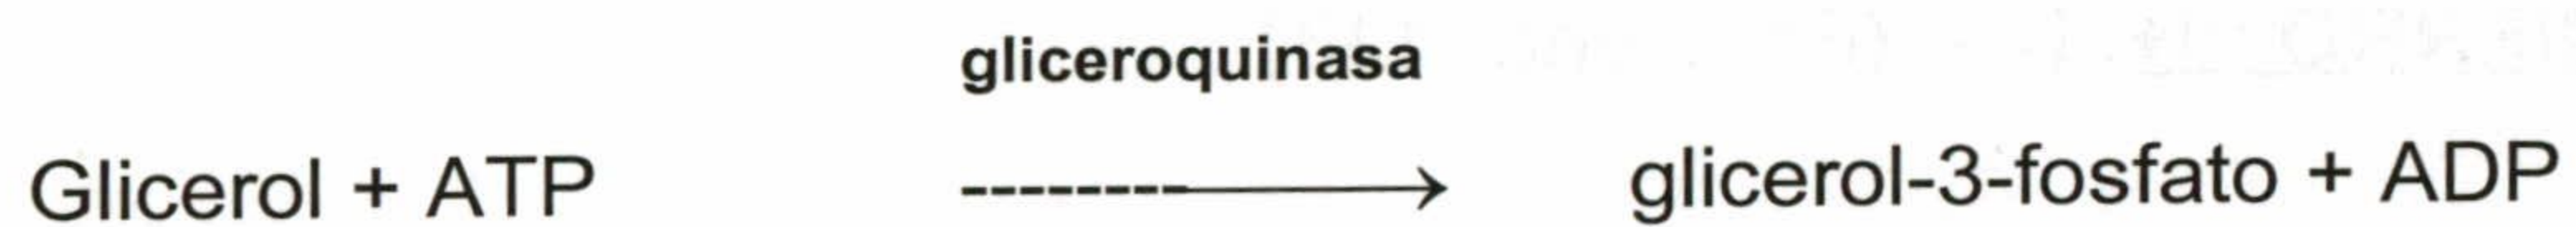 gliceroquinasa
Glicerol + ATP --------→ glicerol-3-fosfato + ADP